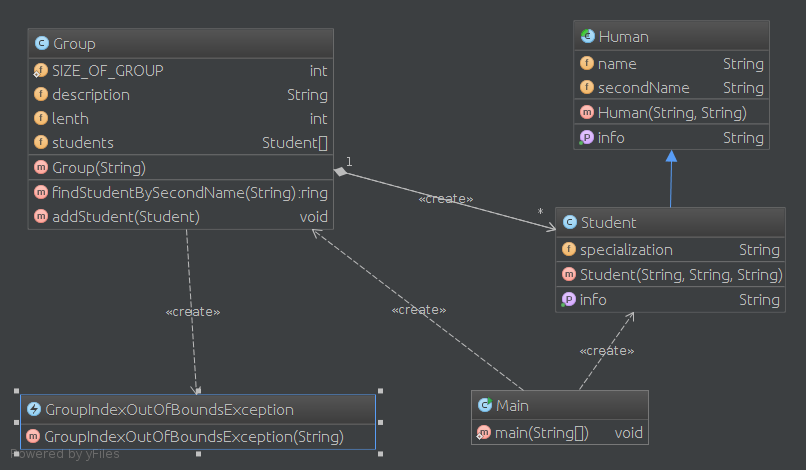 Group
SIZE_OF_GROUP int
description String
lenth int
students Student[]
Group(String)
findStudentBySecondName(String):ring
addStudent(Student) void
Human
name String
secondName String
Human(String, String)
info String
1
«create»
*
Student
specialization String
Student(String, String, String)
info String
«create»
«create»
«create»
GroupIndexOutOfBoundsException
GroupIndexOutOfBoundsException(String)
Main
main(String[]) void
Powered by yFiles